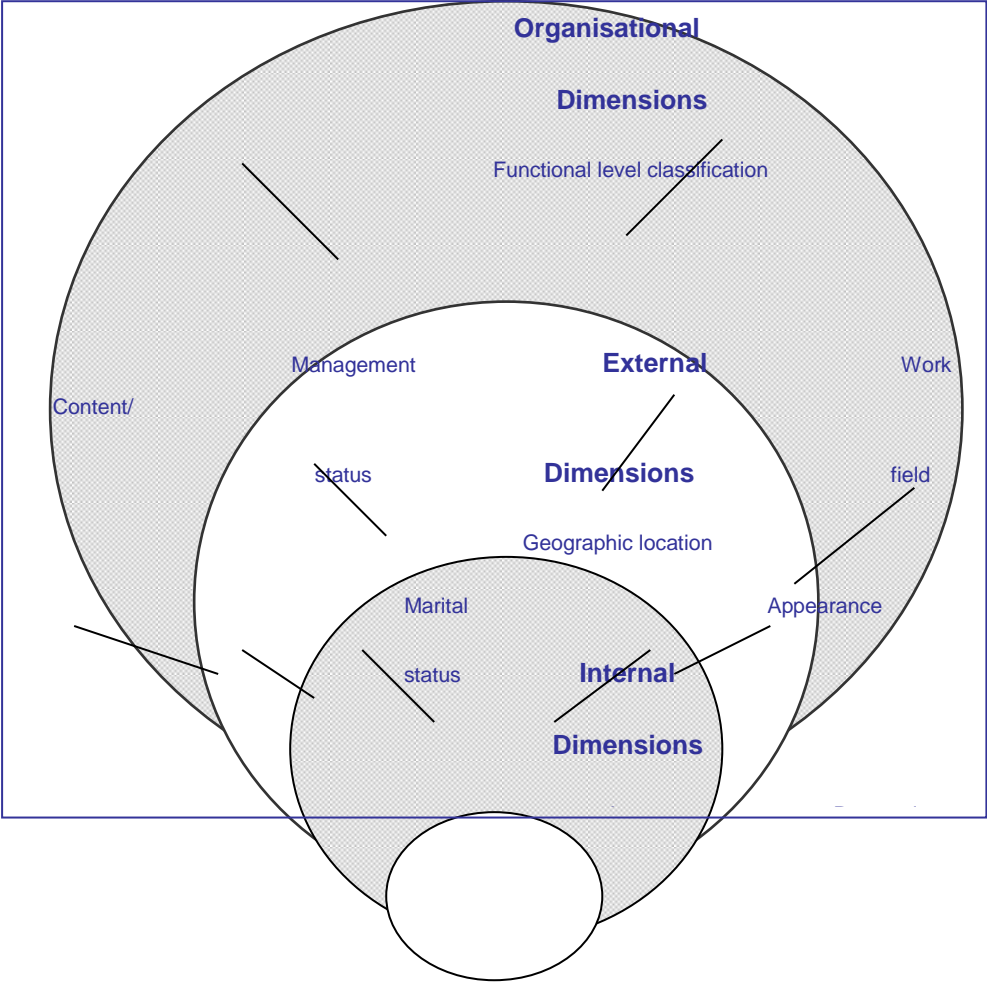 Organisational
Dimensions
Functional level classification
Management External Work
Content/
status Dimensions field
Geographic location
Marital Appearance
status Internal
Dimensions